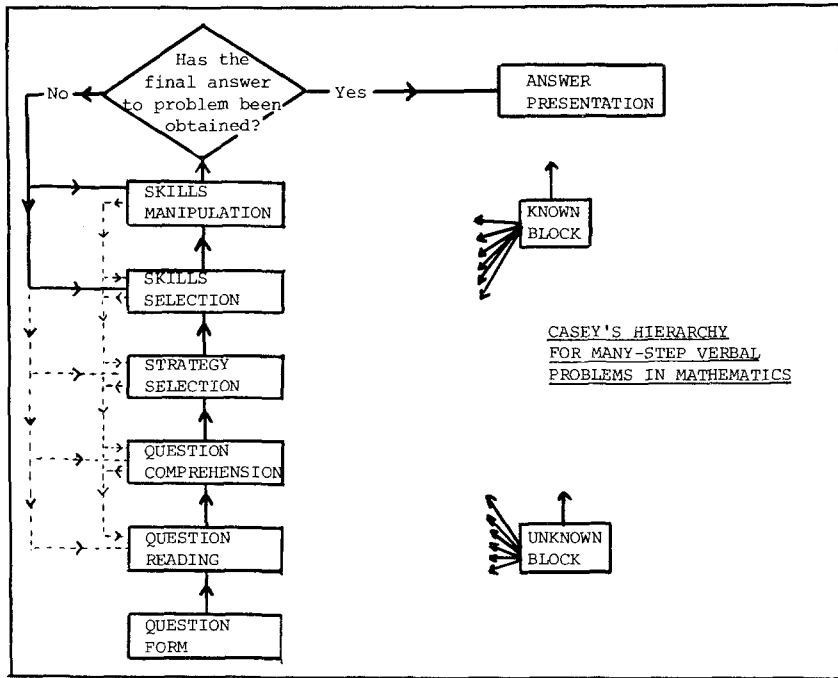 Has the
final answer
to problem been
obtained?
No
Yes
ANSWER
PRESENTATION
SKILLS
MANIPULATION
KNOWN
BLOCK
SKILLS
SELECTION
CASEY'S HIERARCHY
FOR MANY-STEP VERBAL
PROBLEMS IN MATHEMATICS
STRATEGY
SELECTION
QUESTION
COMPREHENSION
QUESTION
READING
UNKNOWN
BLOCK
QUESTION
FORM